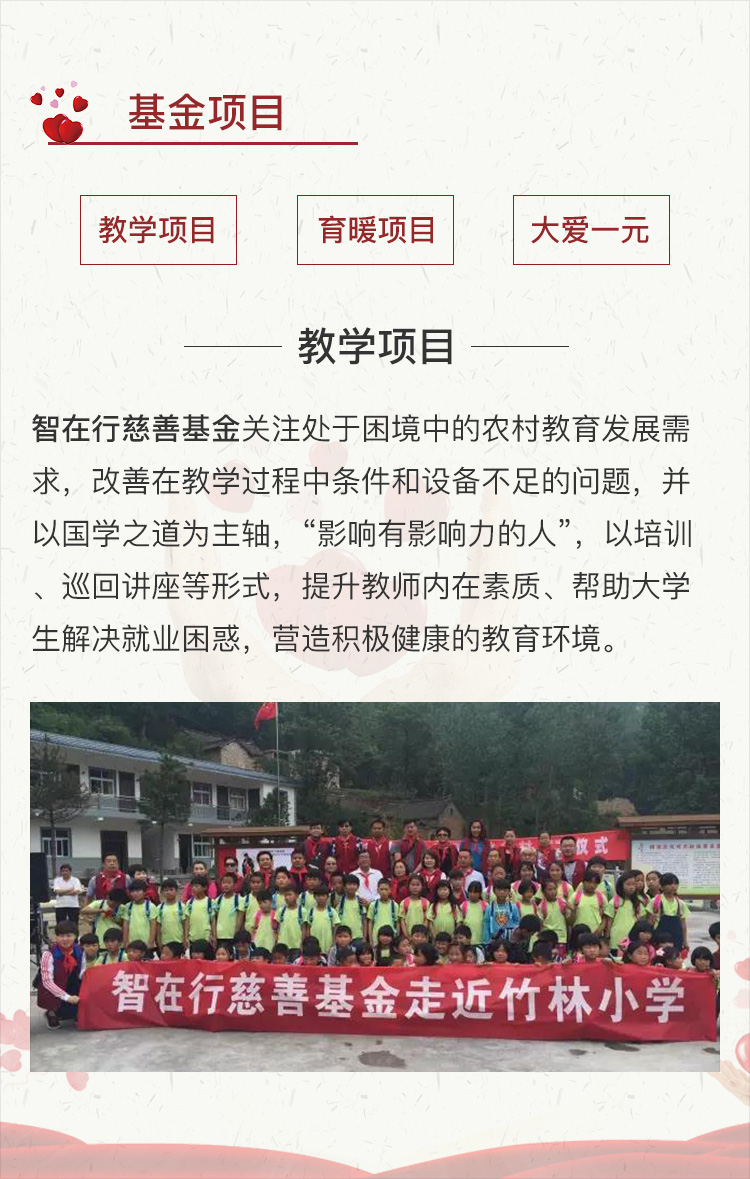 基金项目
教学项目
育暖项目
大爱一元
教学项目
智在行慈善基金关注处于困境中的农村教育发展需
求，改善在教学过程中条件和设备不足的问题，并
以国学之道为主轴，“影响有影响力的人”，以培训
、巡回讲座等形式，提升教师内在素质、帮助大学
生解决就业困惑，营造积极健康的教育环境。
仪式
智在行慈善基金走近竹林小学